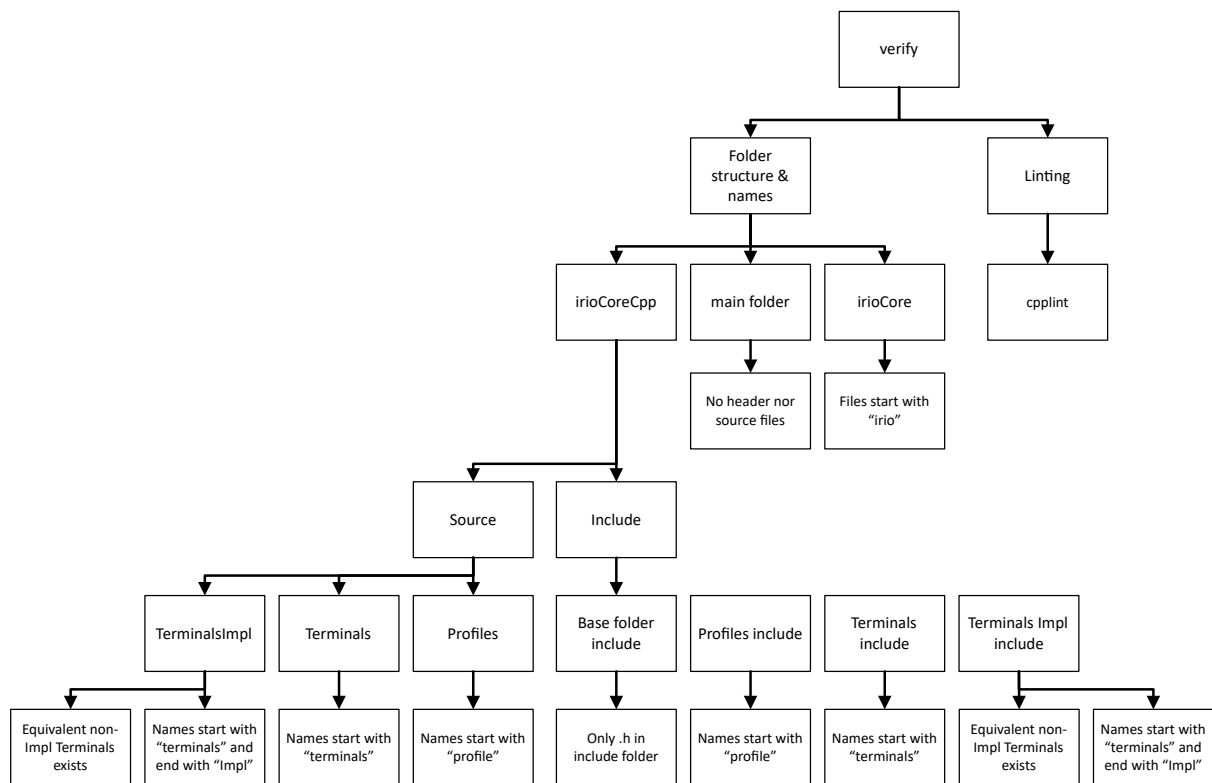 verify
Folder
structure &
names
Linting
irioCoreCpp
main folder
irioCore
cpplint
No header nor
source files
Files start with
“irio”
Source
Include
TerminalsImpl
Terminals
Profiles
Base folder
include
Profiles include
Terminals
include
Terminals Impl
include
Equivalent non-
Impl Terminals
exists
Names start with
“terminals” and
end with “Impl”
Names start with
“terminals”
Names start with
“profile”
Only .h in
include folder
Names start with
“profile”
Names start with
“terminals”
Equivalent non-
Impl Terminals
exists
Names start with
“terminals” and
end with “Impl”